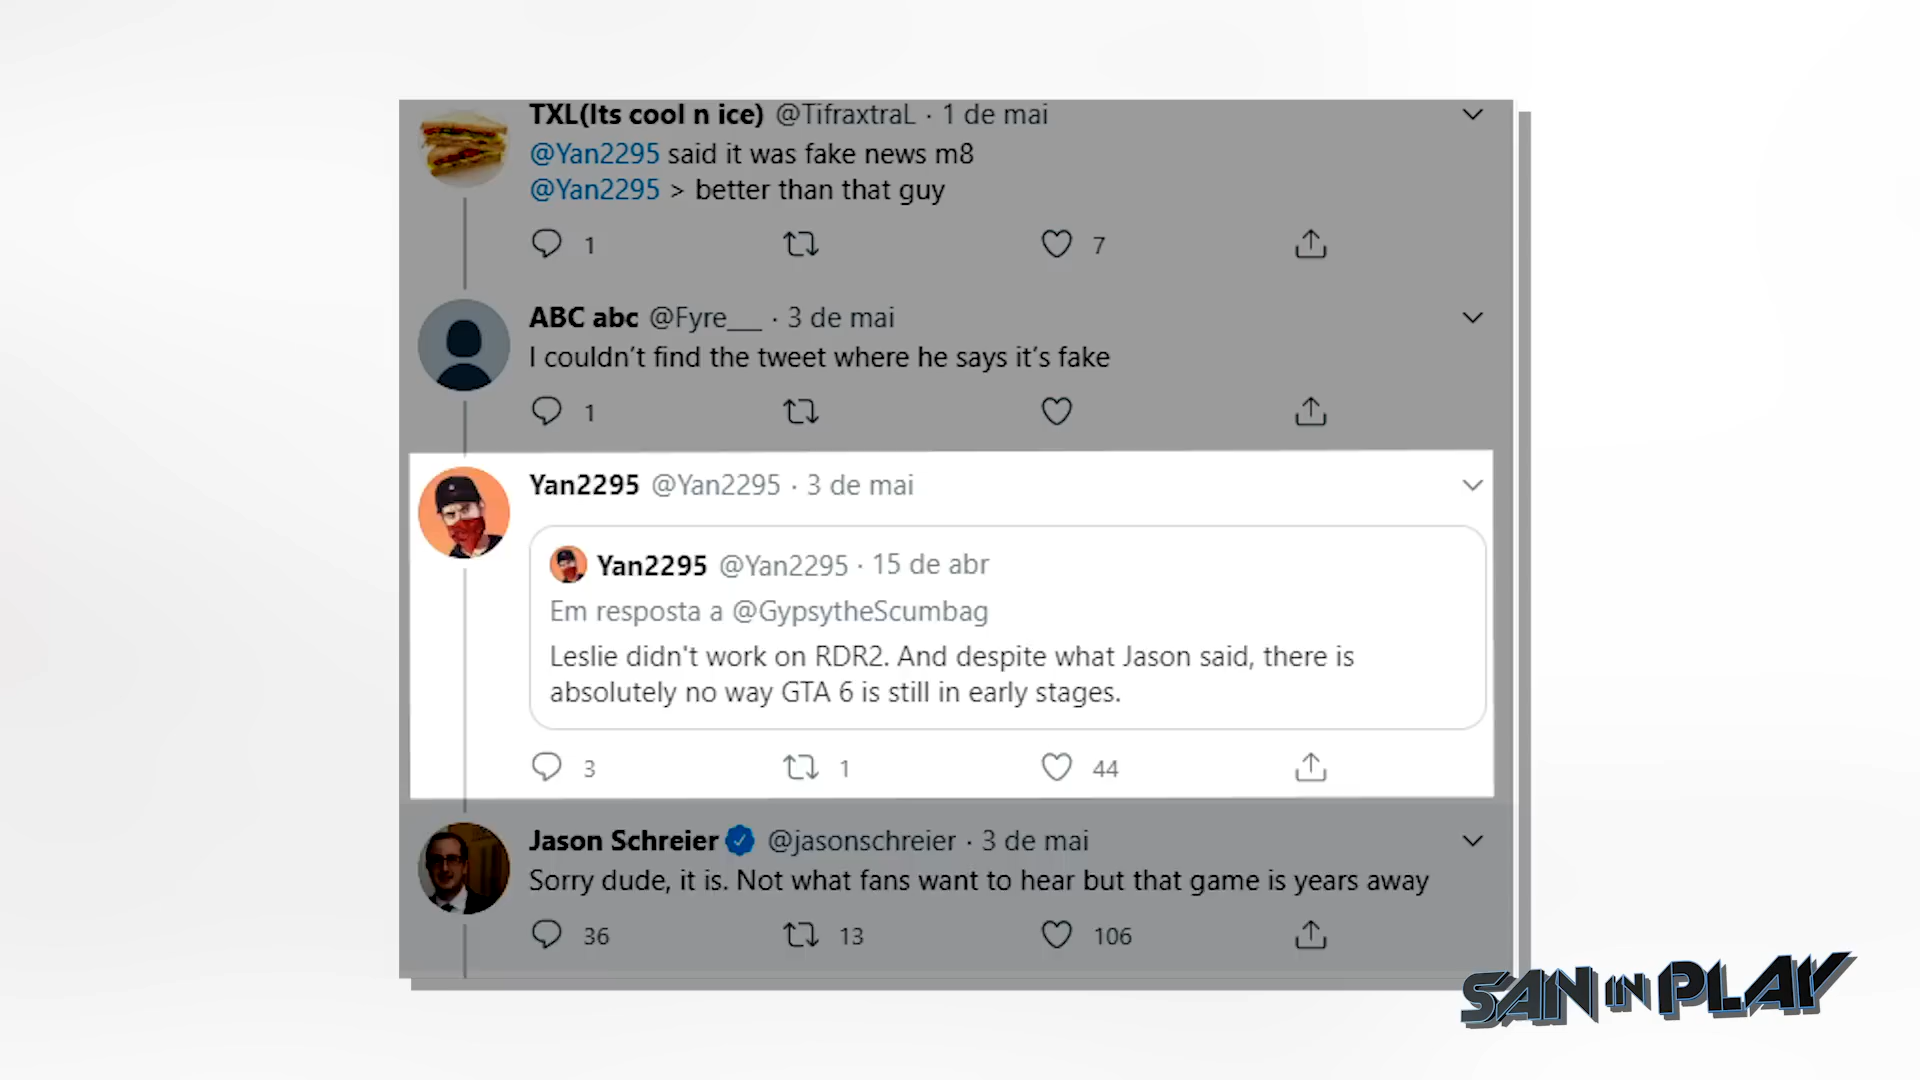 TXL(Its cool n ice) @TifraxtraL · 1 de mai
@Yan2295 said it was fake news m8
@Yan2295 > better than that guy
1 7
ABC abc @Fyre___ · 3 de mai
I couldn't find the tweet where he says it's fake
1
Yan2295 @Yan2295 · 3 de mai
Yan2295 @Yan2295 · 15 de abr
Em resposta a @GypsytheScumbag
Leslie didn't work on RDR2. And despite what Jason said, there is
absolutely no way GTA 6 is still in early stages.
3 1 44
Jason Schreier @jasonschreier · 3 de mai
Sorry dude, it is. Not what fans want to hear but that game is years away
36 13 106
SAN IN PLAY